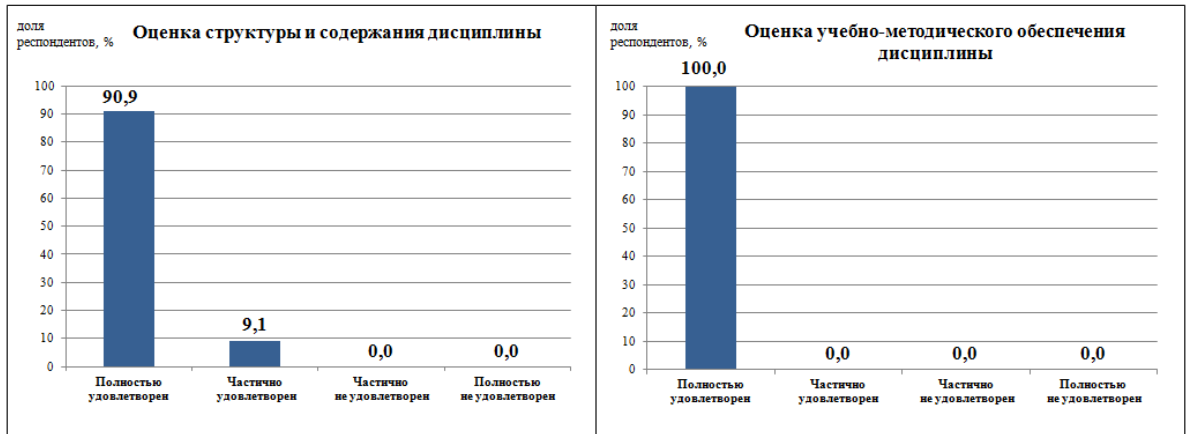 доля
респондентов, %
Оценка структуры и содержания дисциплины
100
90
80
70
60
50
40
30
20
10
0
90,9
9,1
0,0
0,0
Полностью
удовлетворен
Частично
удовлетворен
Частично
не удовлетворен
Полностью
не удовлетворен
доля
респондентов, %
Оценка учебно-методического обеспечения
дисциплины
100
90
80
70
60
50
40
30
20
10
0
100,0
0,0
0,0
0,0
Полностью
удовлетворен
Частично
удовлетворен
Частично
не удовлетворен
Полностью
не удовлетворен